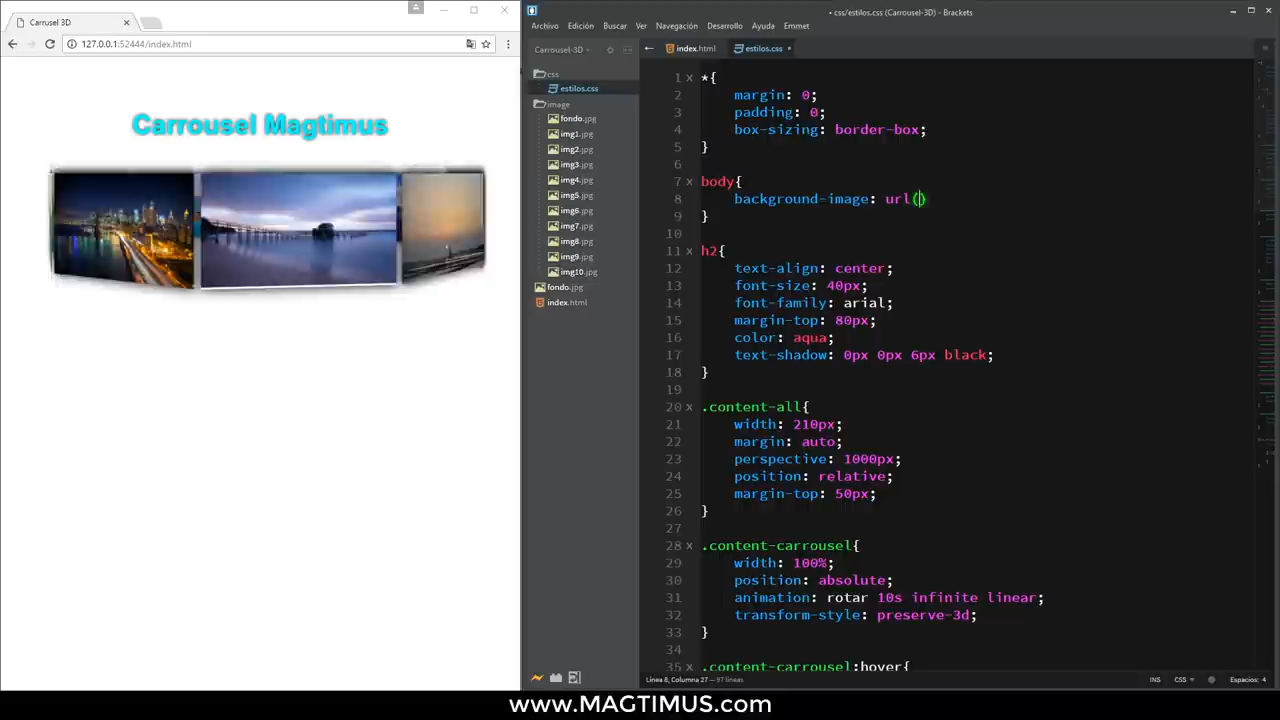 Carrusel 3D
127.0.0.1:52444/index.html
Carrousel Magtimus
• css/estilos.css (Carrousel-3D) - Brackets
Archivo Edición Buscar Ver Navegación Desarrollo Ayuda Emmet
Carrousel-3D
css
estilos.css
image
fondo.jpg
img1.jpg
img2.jpg
img3.jpg
img4.jpg
img5.jpg
img6.jpg
img7.jpg
img8.jpg
img9.jpg
img10.jpg
fondo.jpg
index.html
index.html estilos.css •
1 x *{
2 margin: 0;
3 padding: 0;
4 box-sizing: border-box;
5 }
6
7 x body{
8 background-image: url()
9 }
10
11 x h2{
12 text-align: center;
13 font-size: 40px;
14 font-family: arial;
15 margin-top: 80px;
16 color: aqua;
17 text-shadow: 0px 0px 6px black;
18 }
19
20 x .content-all{
21 width: 210px;
22 margin: auto;
23 perspective: 1000px;
24 position: relative;
25 margin-top: 50px;
26 }
27
28 x .content-carrousel{
29 width: 100%;
30 position: absolute;
31 animation: rotar 10s infinite linear;
32 transform-style: preserve-3d;
33 }
34
35 x .content-carrousel:hover{
Línea 8, Columna 27 — 97 líneas
INS CSS Espacios: 4
www.MAGTIMUS.com